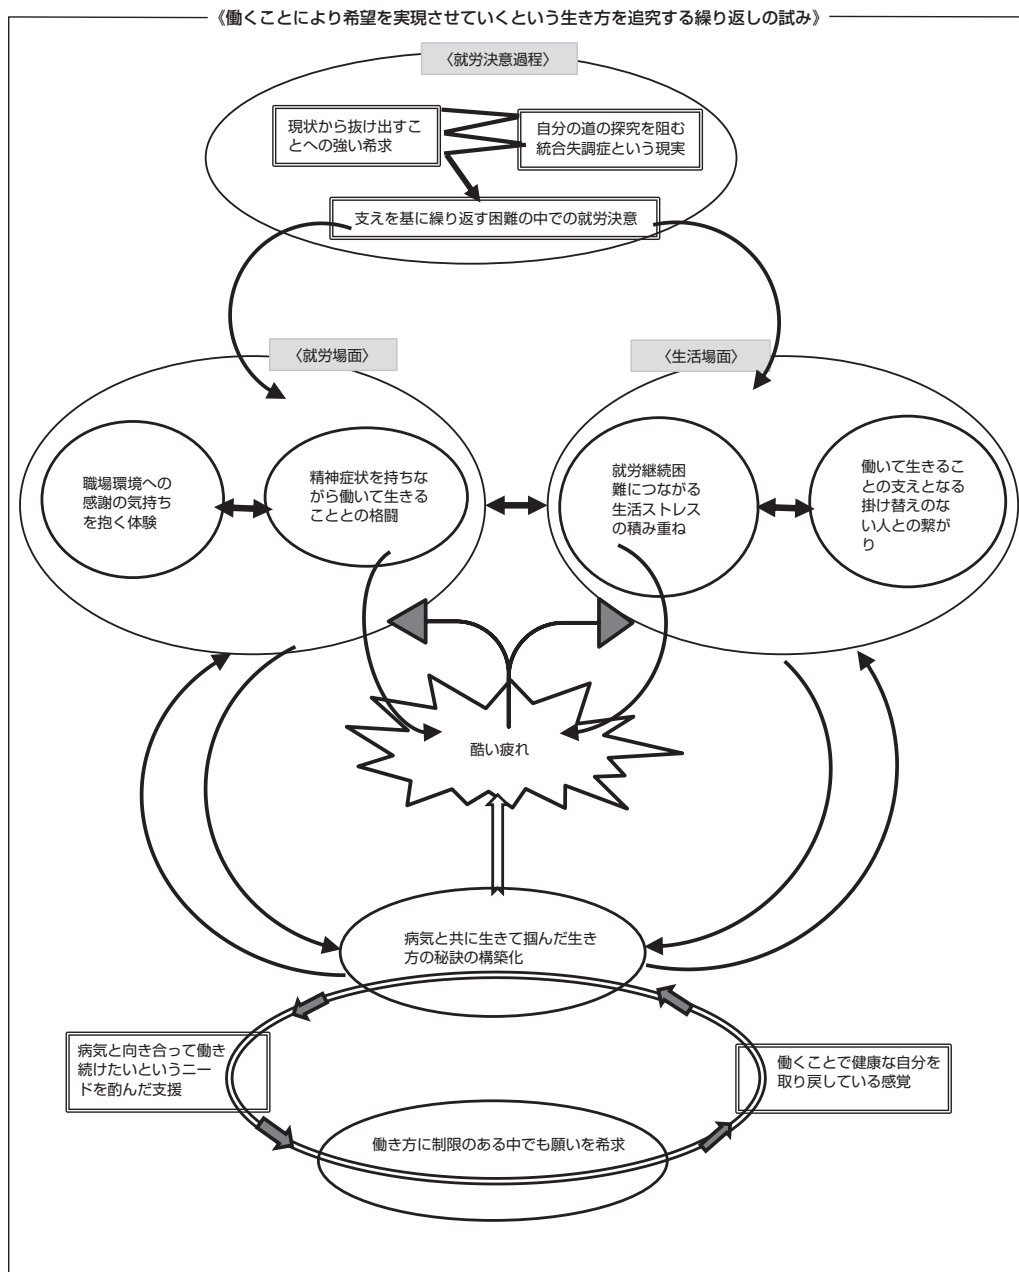 《働くことにより希望を実現させていくという生き方を追究する繰り返しの試み》
〈就労決意過程〉
現状から抜け出すこ
とへの強い希求
自分の道の探究を阻む
統合失調症という現実
支えを基に繰り返す困難の中での就労決意
〈就労場面〉
〈生活場面〉
職場環境への
感謝の気持ち
を抱く体験
精神症状を持ちな
がら働いて生きる
こととの格闘
就労継続困
難につながる
生活ストレス
の積み重ね
働いて生きるこ
との支えとなる
掛け替えのな
い人との繋が
り
酷い疲れ
病気と共に生きて掴んだ生き
方の秘訣の構築化
病気と向き合って働き
続けたいというニー
ドを酌んだ支援
働くことで健康な自分を
取り戻している感覚
働き方に制限のある中でも願いを希求